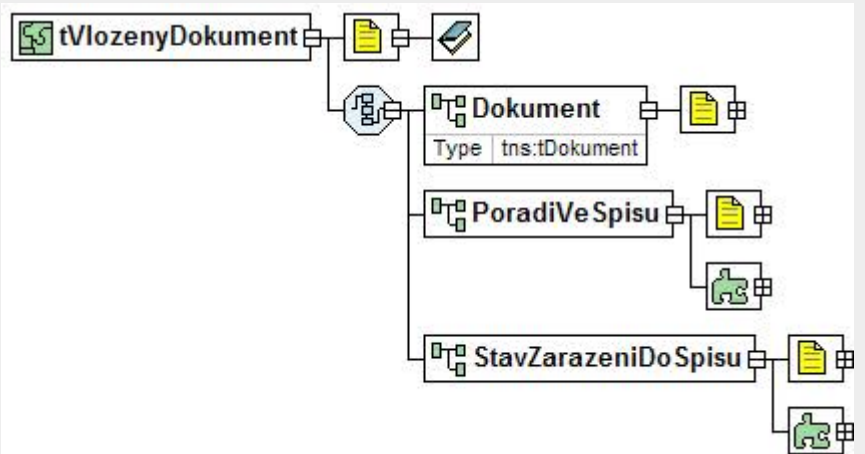 tVlozenyDokument
Dokument
Type tns:tDokument
PoradiVeSpisu
StavZarazeniDoSpisu